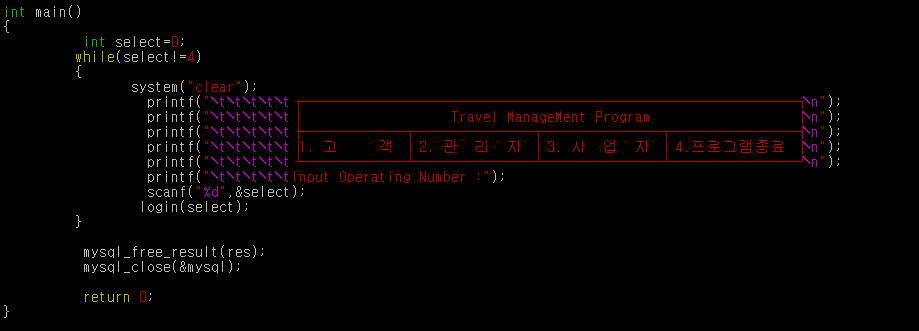 int main()
{
int select=0;
while(select!=4)
{
system("clear");
printf("\t\t\t\t\t┌─────────────────────────────┐\n");
printf("\t\t\t\t\t│ Travel ManageMent Program │\n");
printf("\t\t\t\t\t├──────┬───────┬───────┬───────┤\n");
printf("\t\t\t\t\t│1. 고 객 │2. 관 리 자 │3. 사 업 자 │4.프로그램종료 │\n");
printf("\t\t\t\t\t└──────┴───────┴───────┴───────┘\n");
printf("\t\t\t\t\tInput Operating Number :");
scanf("%d",&select);
login(select);
}
mysql_free_result(res);
mysql_close(&mysql);
return 0;
}